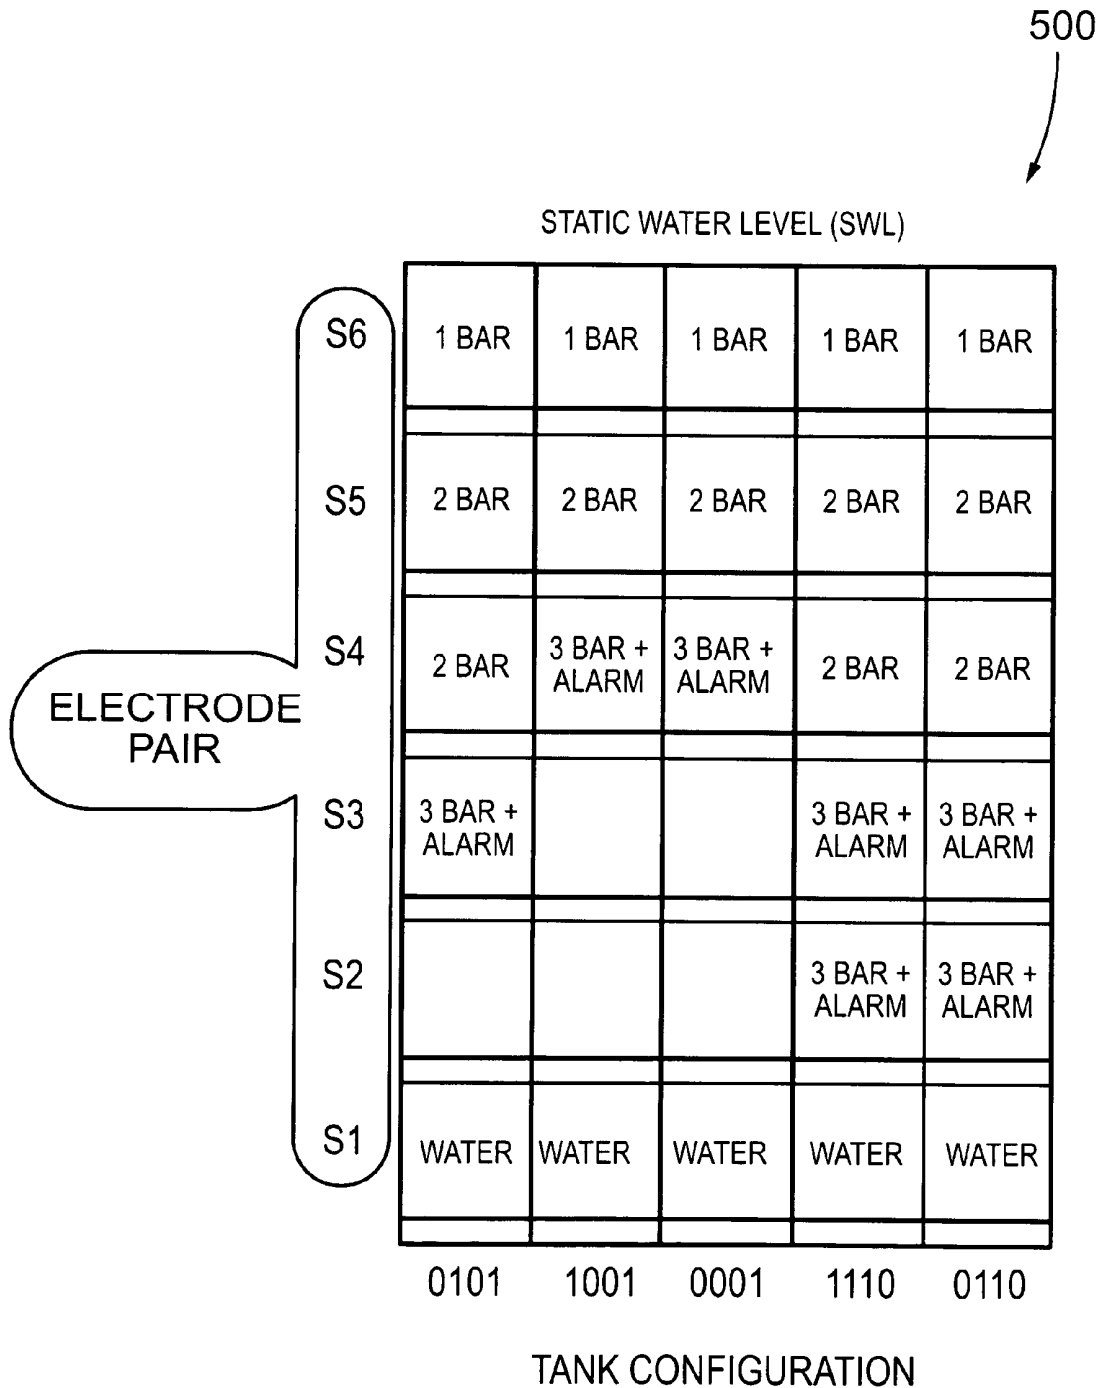 500
STATIC WATER LEVEL (SWL)
S6 1 BAR 1 BAR 1 BAR 1 BAR 1 BAR
S5 2 BAR 2 BAR 2 BAR 2 BAR 2 BAR
S4 2 BAR 3 BAR + ALARM 3 BAR + ALARM 2 BAR 2 BAR
ELECTRODE
PAIR
S3 3 BAR + ALARM 3 BAR + ALARM 3 BAR + ALARM
S2 3 BAR + ALARM 3 BAR + ALARM
S1 WATER WATER WATER WATER WATER
0101 1001 0001 1110 0110
TANK CONFIGURATION